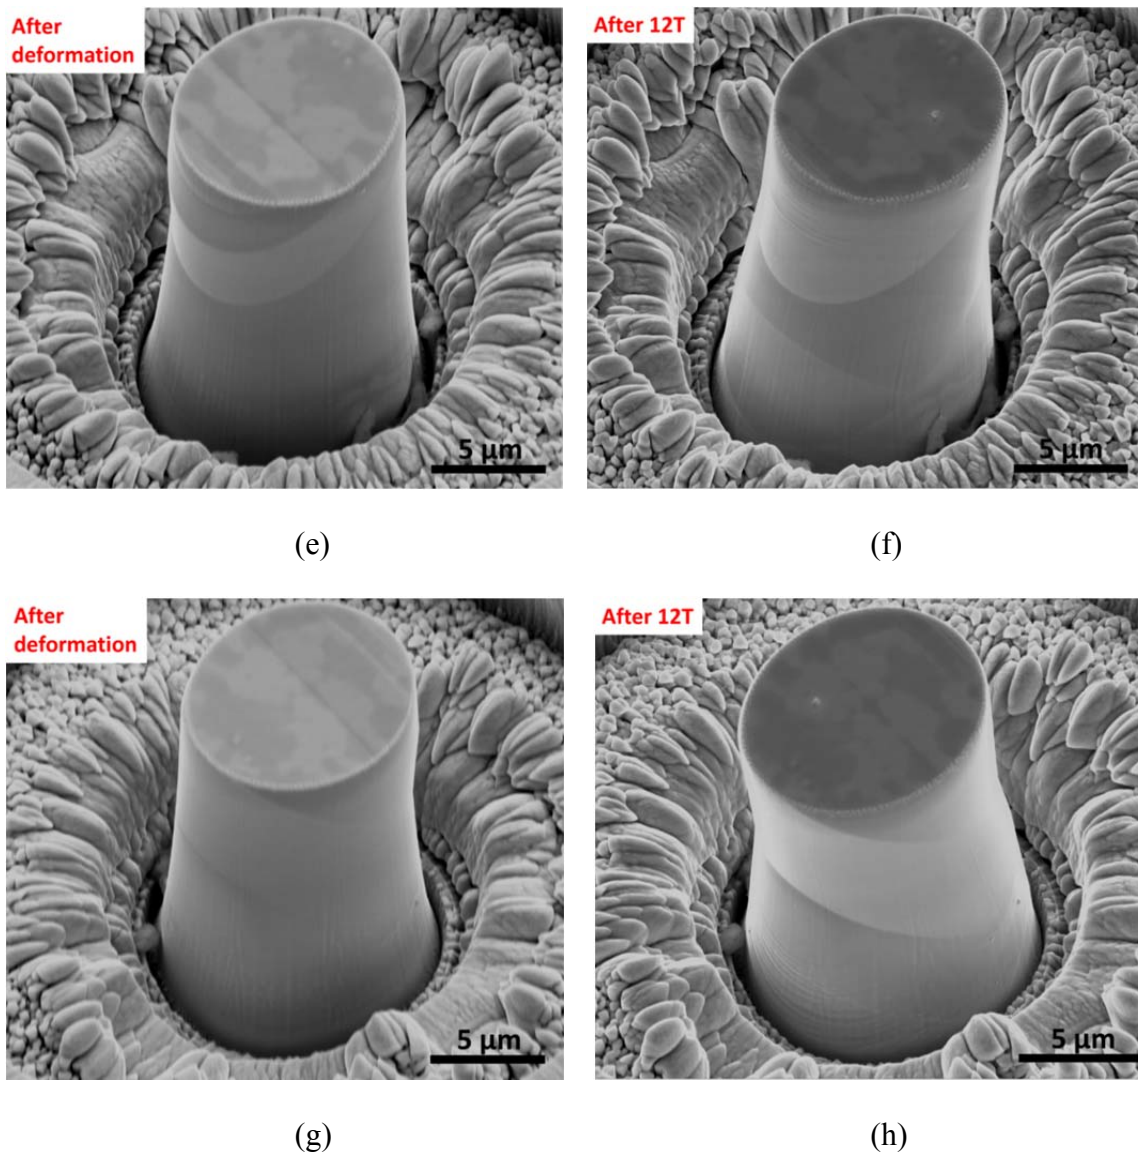 After
deformation
After 12T
5 µm
5 µm
(e)
(f)
After
deformation
After 12T
5 µm
5 µm
(g)
(h)